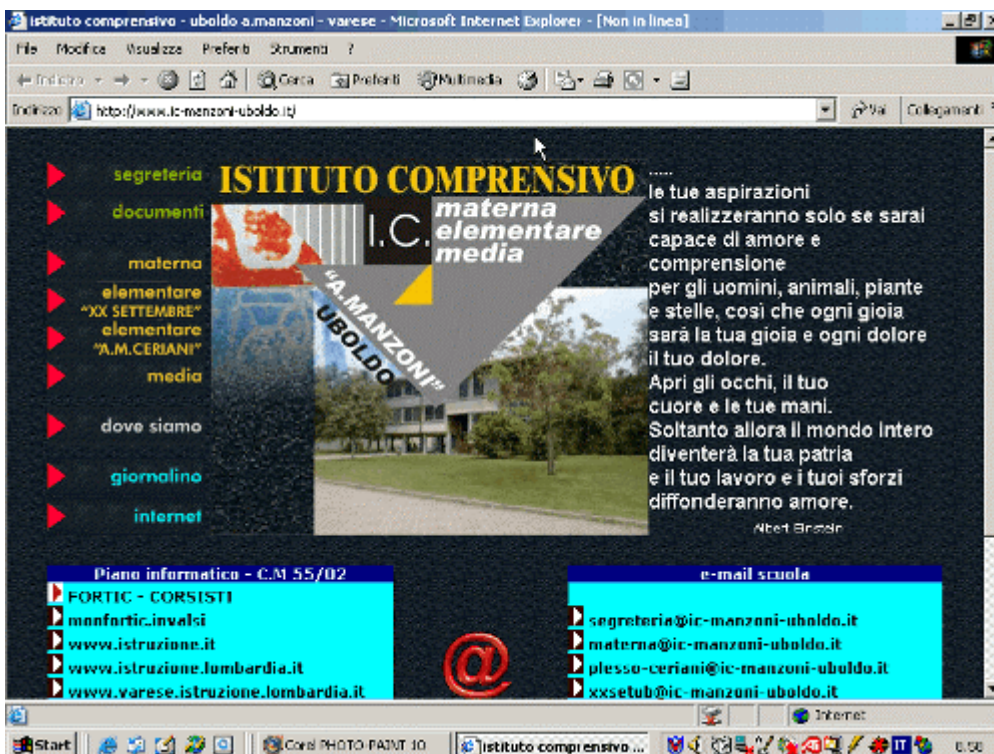 istituto comprensivo - uboldo a.manzoni - varese - Microsoft Internet Explorer - [Non in linea]
File Modifica Visualizza Preferiti Strumenti ?
Indietro Cerca Preferiti Multimedia
Indirizzo http://www.ic-manzoni-uboldo.it/ Vai Collegamenti
segreteria
documenti
materna
elementare
"XX SETTEMBRE"
elementare
"A.M.CERIANI"
media
dove siamo
giornalino
internet
ISTITUTO COMPRENSIVO
I.C.
materna
elementare
media
"A.MANZONI"
UBOLDO
.....
le tue aspirazioni
si realizzeranno solo se sarai
capace di amore e
comprensione
per gli uomini, animali, piante
e stelle, così che ogni gioia
sarà la tua gioia e ogni dolore
il tuo dolore.
Apri gli occhi, il tuo
cuore e le tue mani.
Soltanto allora il mondo intero
diventerà la tua patria
e il tuo lavoro e i tuoi sforzi
diffonderanno amore.
Albert Einstein
Piano informatico - C.M 55/02
FORTIC - CORSISTI
monfortic.invalsi
www.istruzione.it
www.istruzione.lombardia.it
www.varese.istruzione.lombardia.it
@
e-mail scuola
segreteria@ic-manzoni-uboldo.it
materna@ic-manzoni-uboldo.it
plesso-ceriani@ic-manzoni-uboldo.it
xxsetub@ic-manzoni-uboldo.it
Internet
Start Corel PHOTO-PAINT 10 istituto comprensivo ... IT